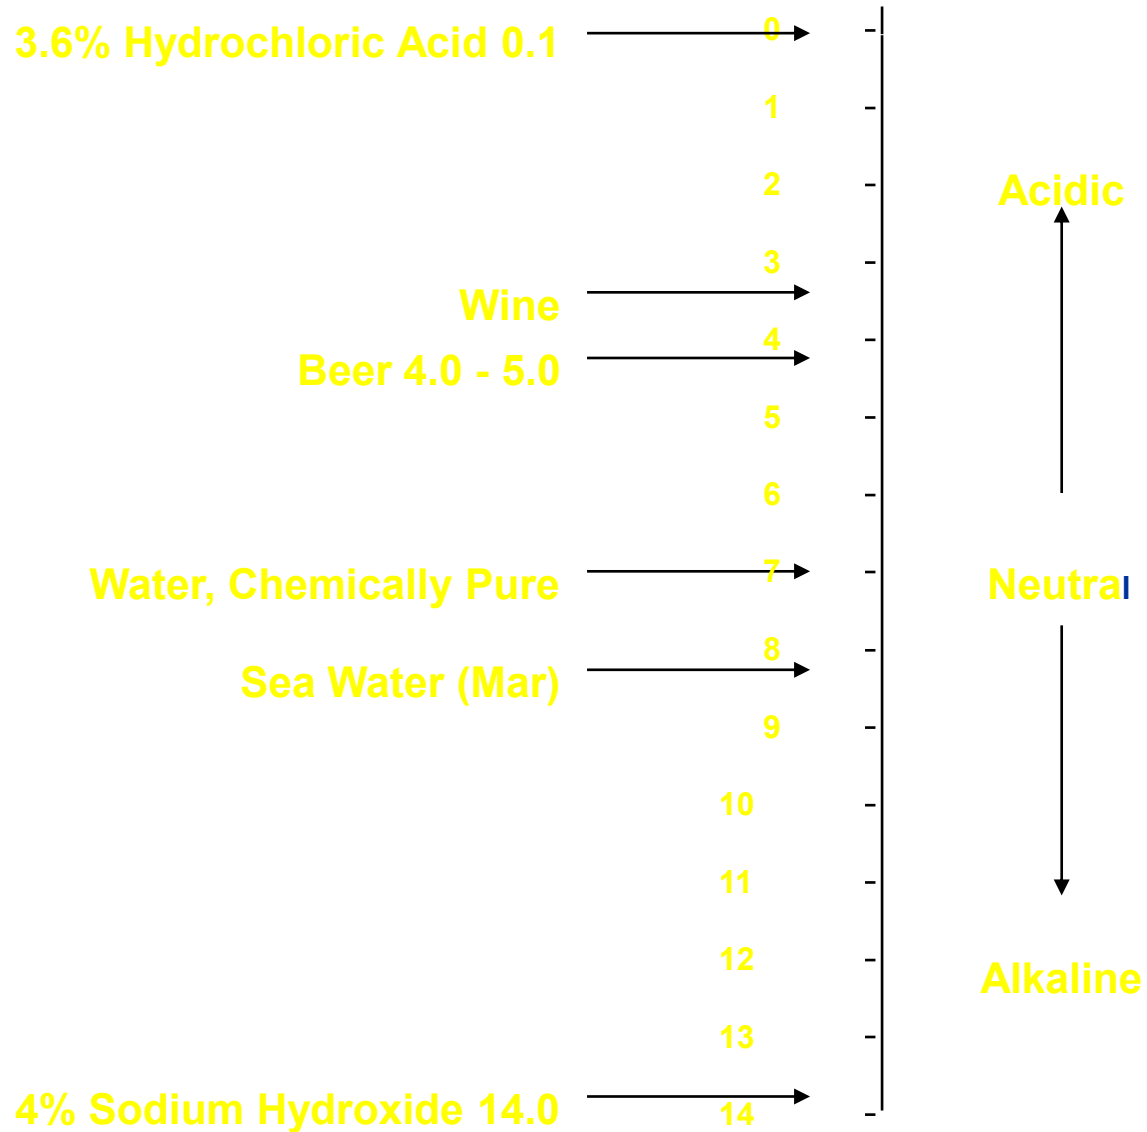 3.6% Hydrochloric Acid 0.1
0
1
2
Acidic
3
Wine
4
Beer 4.0 - 5.0
5
6
Water, Chemically Pure
7
Neutral
8
Sea Water (Mar)
9
10
11
12
Alkaline
13
4% Sodium Hydroxide 14.0
14